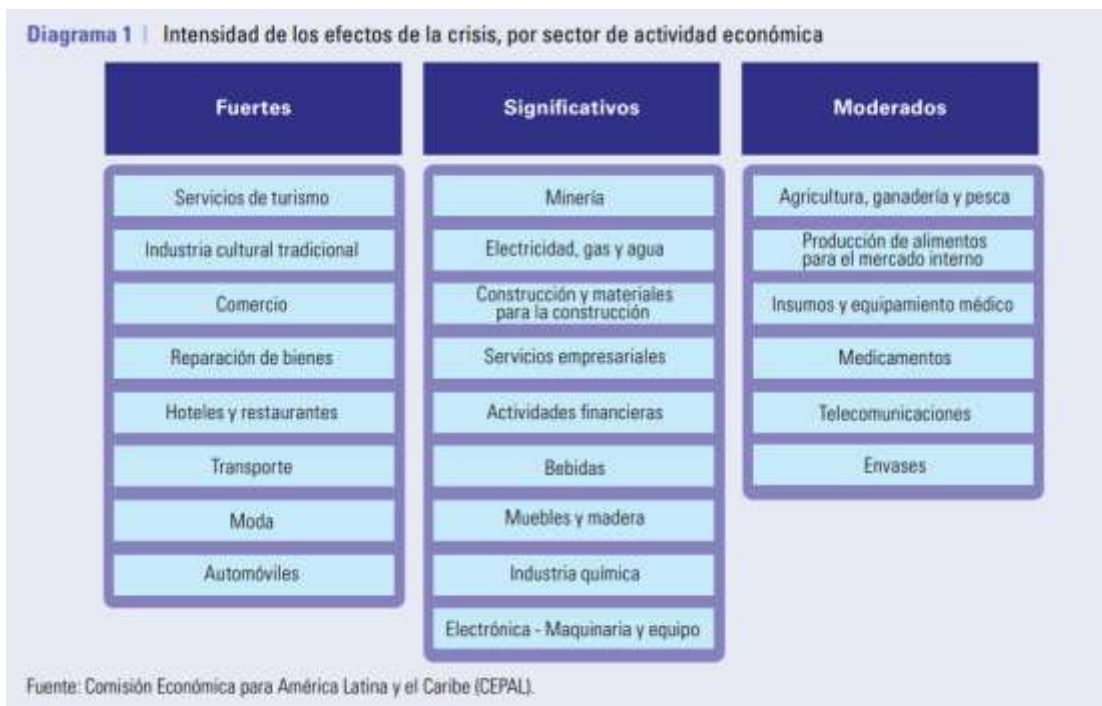 Diagrama 1 | Intensidad de los efectos de la crisis, por sector de actividad económica
Fuertes
Servicios de turismo
Industria cultural tradicional
Comercio
Reparación de bienes
Hoteles y restaurantes
Transporte
Moda
Automóviles
Significativos
Minería
Electricidad, gas y agua
Construcción y materiales
para la construcción
Servicios empresariales
Actividades financieras
Bebidas
Muebles y madera
Industria química
Electrónica - Maquinaria y equipo
Moderados
Agricultura, ganadería y pesca
Producción de alimentos
para el mercado interno
Insumos y equipamiento médico
Medicamentos
Telecomunicaciones
Envases
Fuente: Comisión Económica para América Latina y el Caribe (CEPAL).